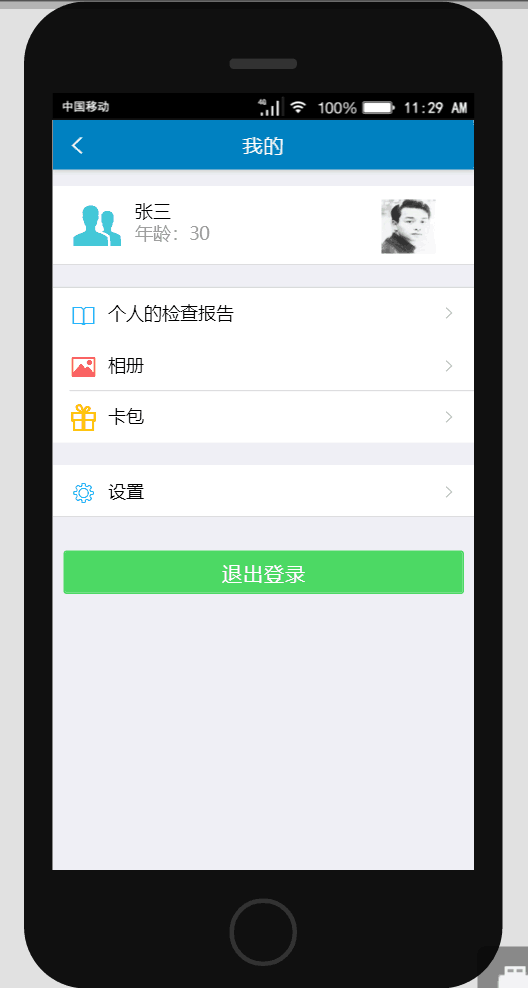 中国移动 4G 100% 11:29 AM
我的
张三
年龄：30
个人的检查报告
相册
卡包
设置
退出登录